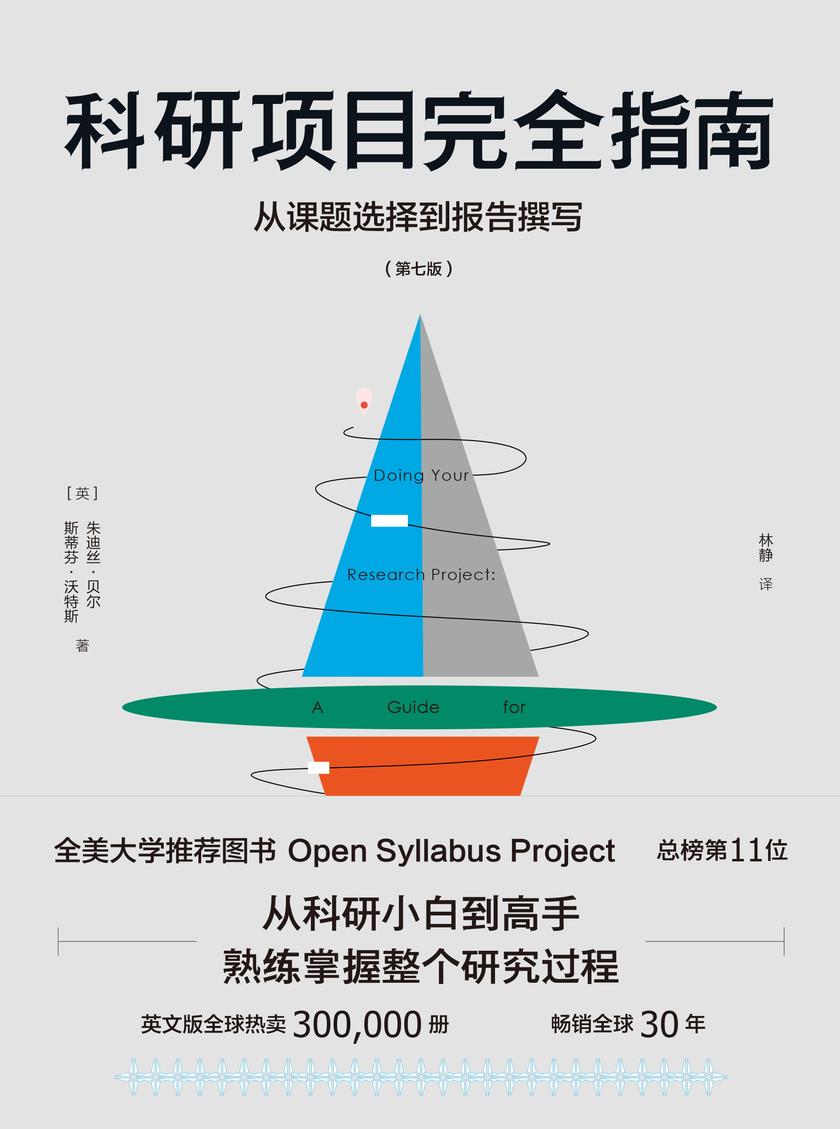 科研项目完全指南
从课题选择到报告撰写
(第七版)
Doing Your
Research Project:
A Guide for
[英]
朱迪丝·贝尔
斯蒂芬·沃特斯
著
林静 译
全美大学推荐图书 Open Syllabus Project 总榜第11位
从科研小白到高手
熟练掌握整个研究过程
英文版全球热卖 300,000 册 畅销全球 30 年